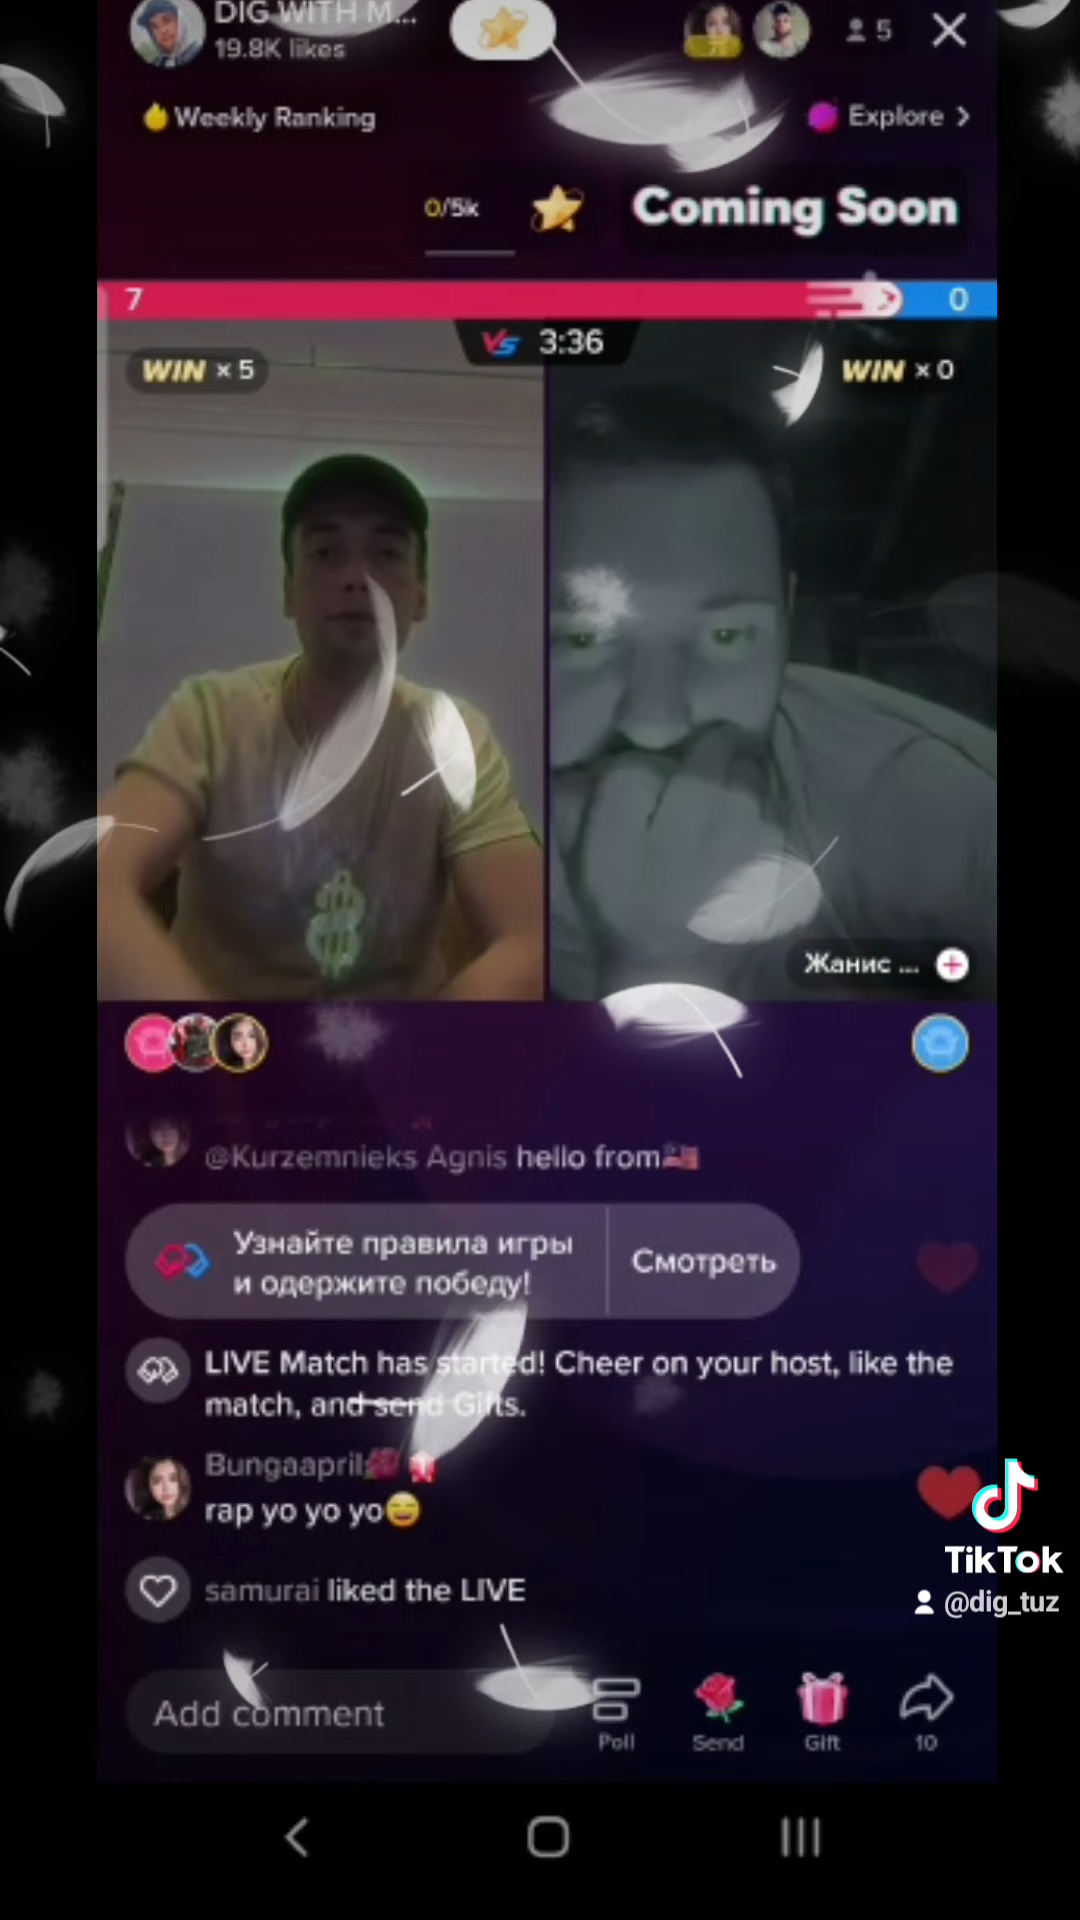 DIG WITH M...
19.8K likes
5
Weekly Ranking
Explore >
0/5k
Coming Soon
7
0
VS 3:36
WIN × 5
WIN × 0
Жанис ...
@Kurzemnieks Agnis hello from
Узнайте правила игры
и одержите победу!
Смотреть
LIVE Match has started! Cheer on your host, like the
match, and send Gifts.
Bungaapril
rap yo yo yo
samurai liked the LIVE
TikTok
@dig_tuz
Add comment
Poll
Send
Gift
10